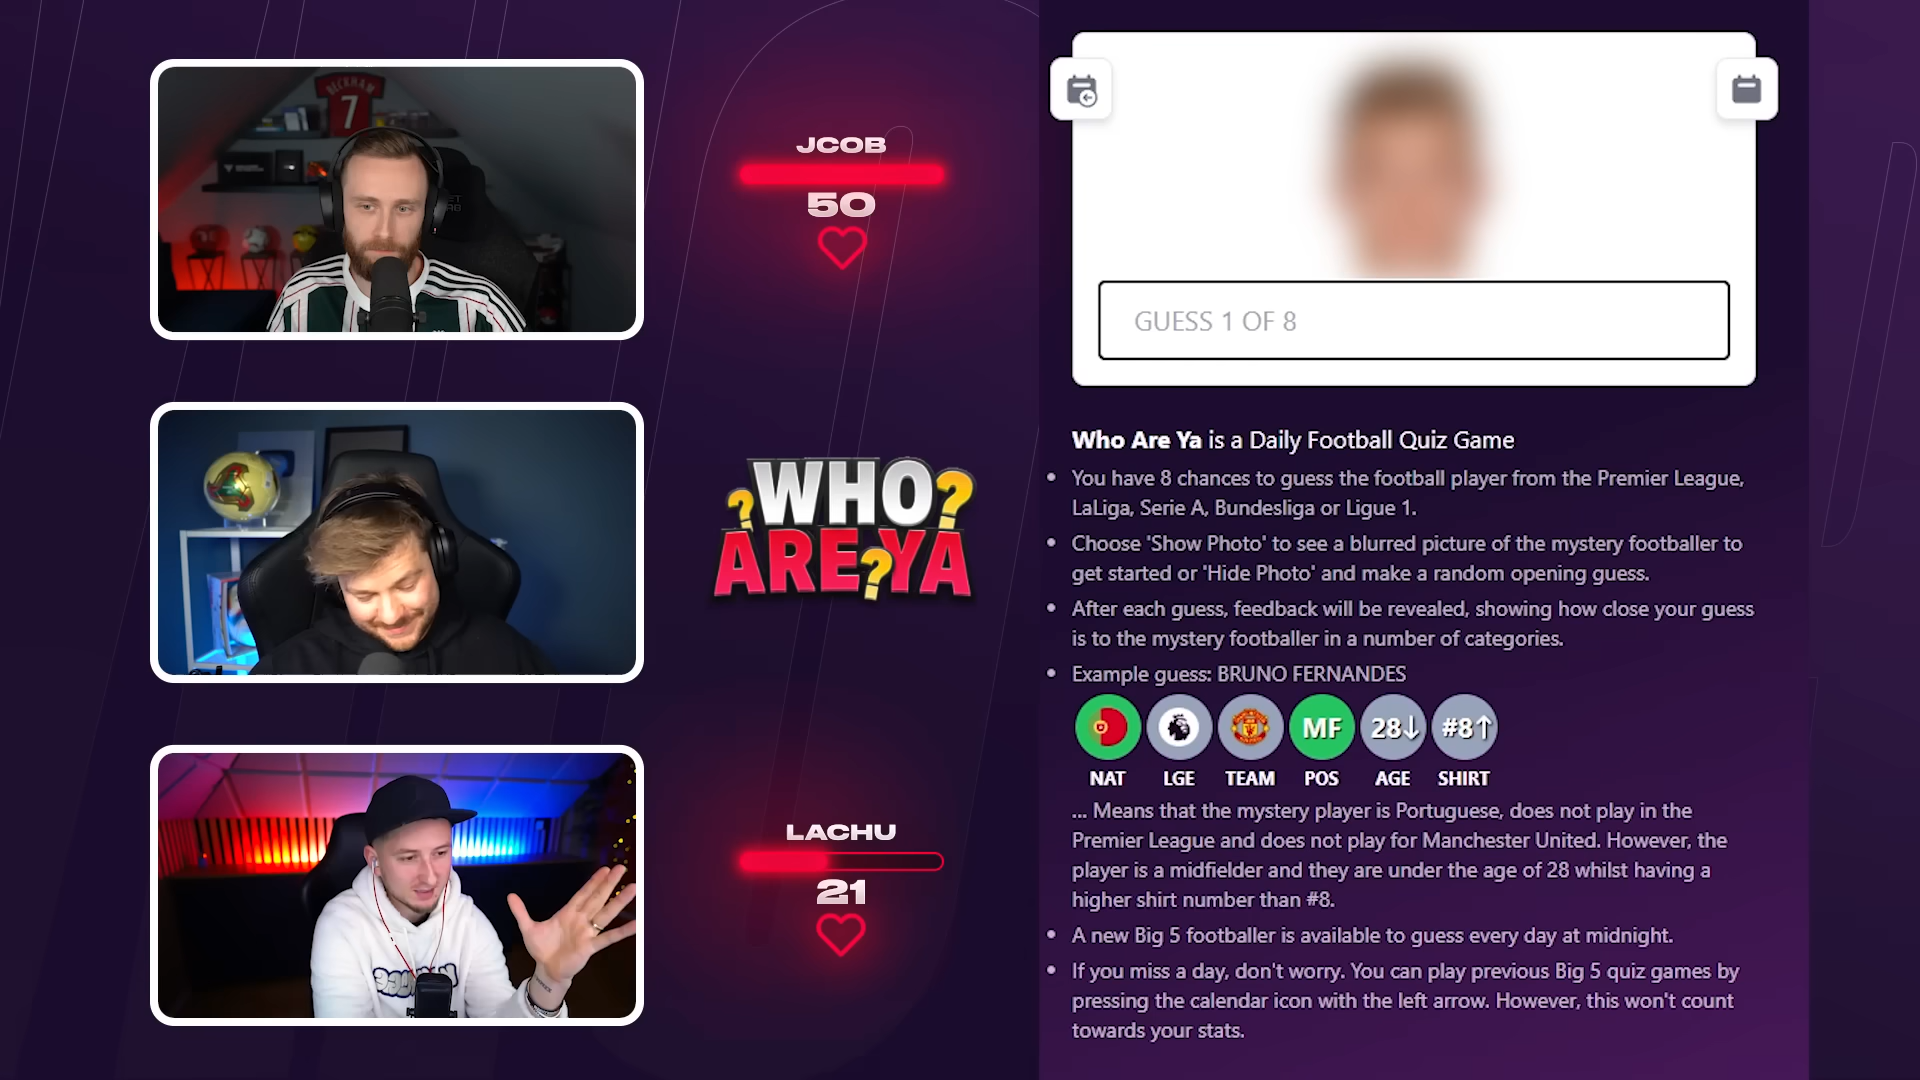 BECKHAM
7
JCOB
50
?WHO?
ARE?YA
LACHU
21
GUESS 1 OF 8
Who Are Ya is a Daily Football Quiz Game
You have 8 chances to guess the football player from the Premier League,
LaLiga, Serie A, Bundesliga or Ligue 1.
Choose 'Show Photo' to see a blurred picture of the mystery footballer to
get started or 'Hide Photo' and make a random opening guess.
After each guess, feedback will be revealed, showing how close your guess
is to the mystery footballer in a number of categories.
Example guess: BRUNO FERNANDES
MF 28↓ #8↑
NAT LGE TEAM POS AGE SHIRT
... Means that the mystery player is Portuguese, does not play in the
Premier League and does not play for Manchester United. However, the
player is a midfielder and they are under the age of 28 whilst having a
higher shirt number than #8.
A new Big 5 footballer is available to guess every day at midnight.
If you miss a day, don't worry. You can play previous Big 5 quiz games by
pressing the calendar icon with the left arrow. However, this won't count
towards your stats.